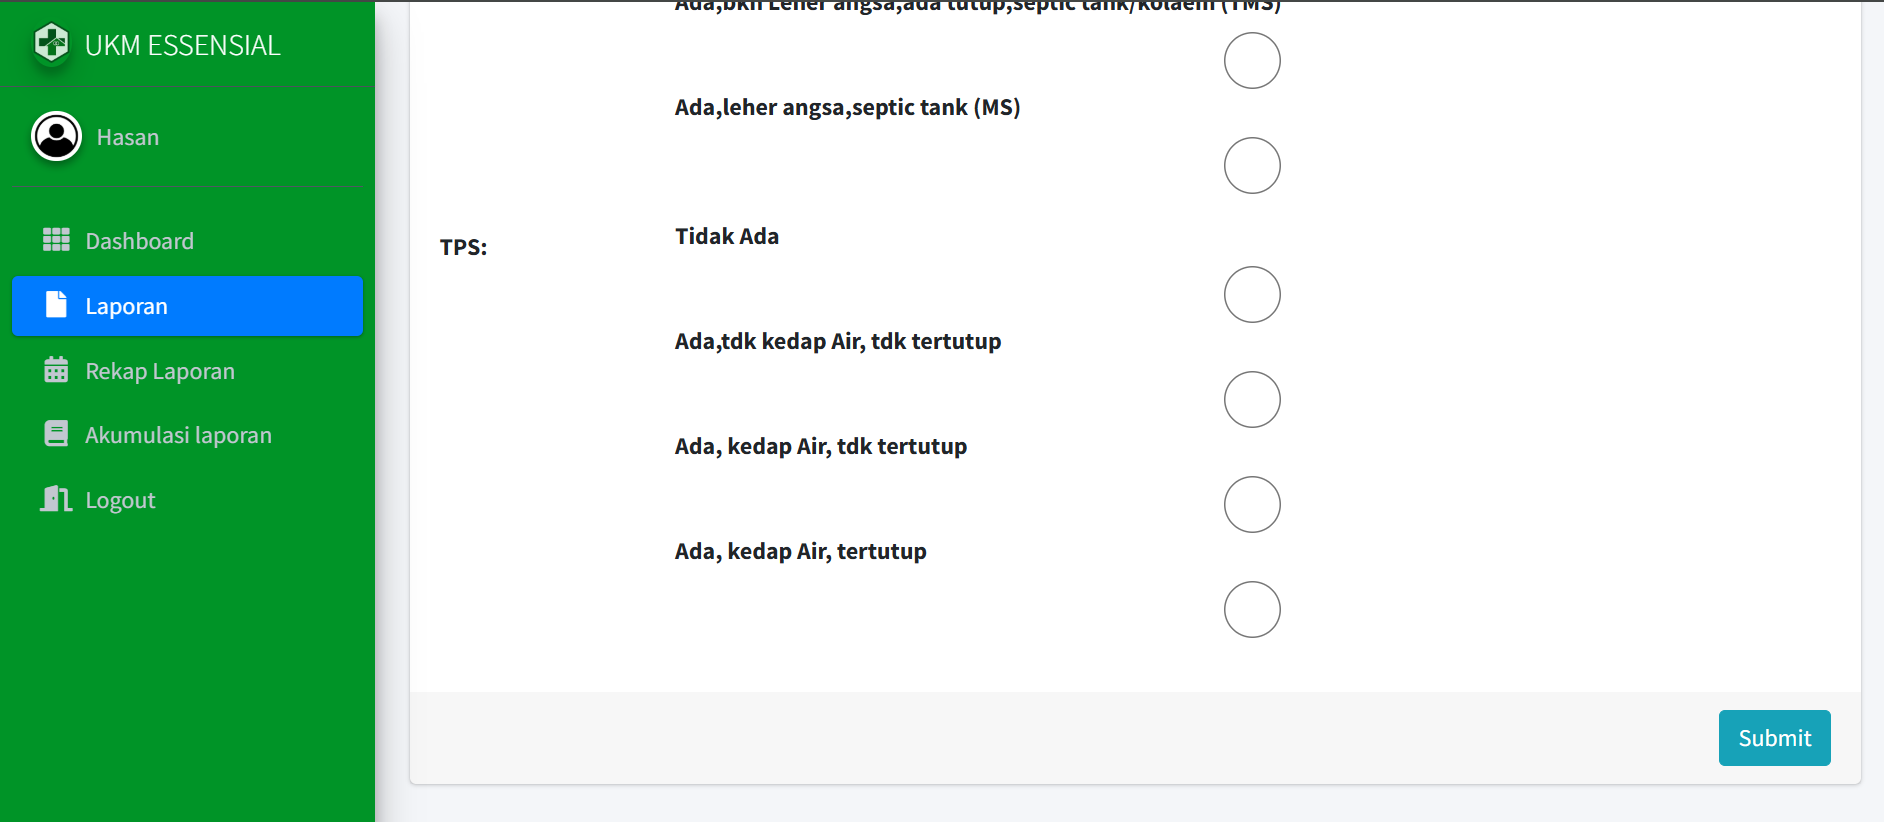 UKM ESSENSIAL
Hasan
Dashboard
Laporan
Rekap Laporan
Akumulasi laporan
Logout
Ada,bkn Leher angsa,ada tutup,septic tank/kolaem (TMS)
Ada,leher angsa,septic tank (MS)
TPS:
Tidak Ada
Ada,tdk kedap Air, tdk tertutup
Ada, kedap Air, tdk tertutup
Ada, kedap Air, tertutup
Submit